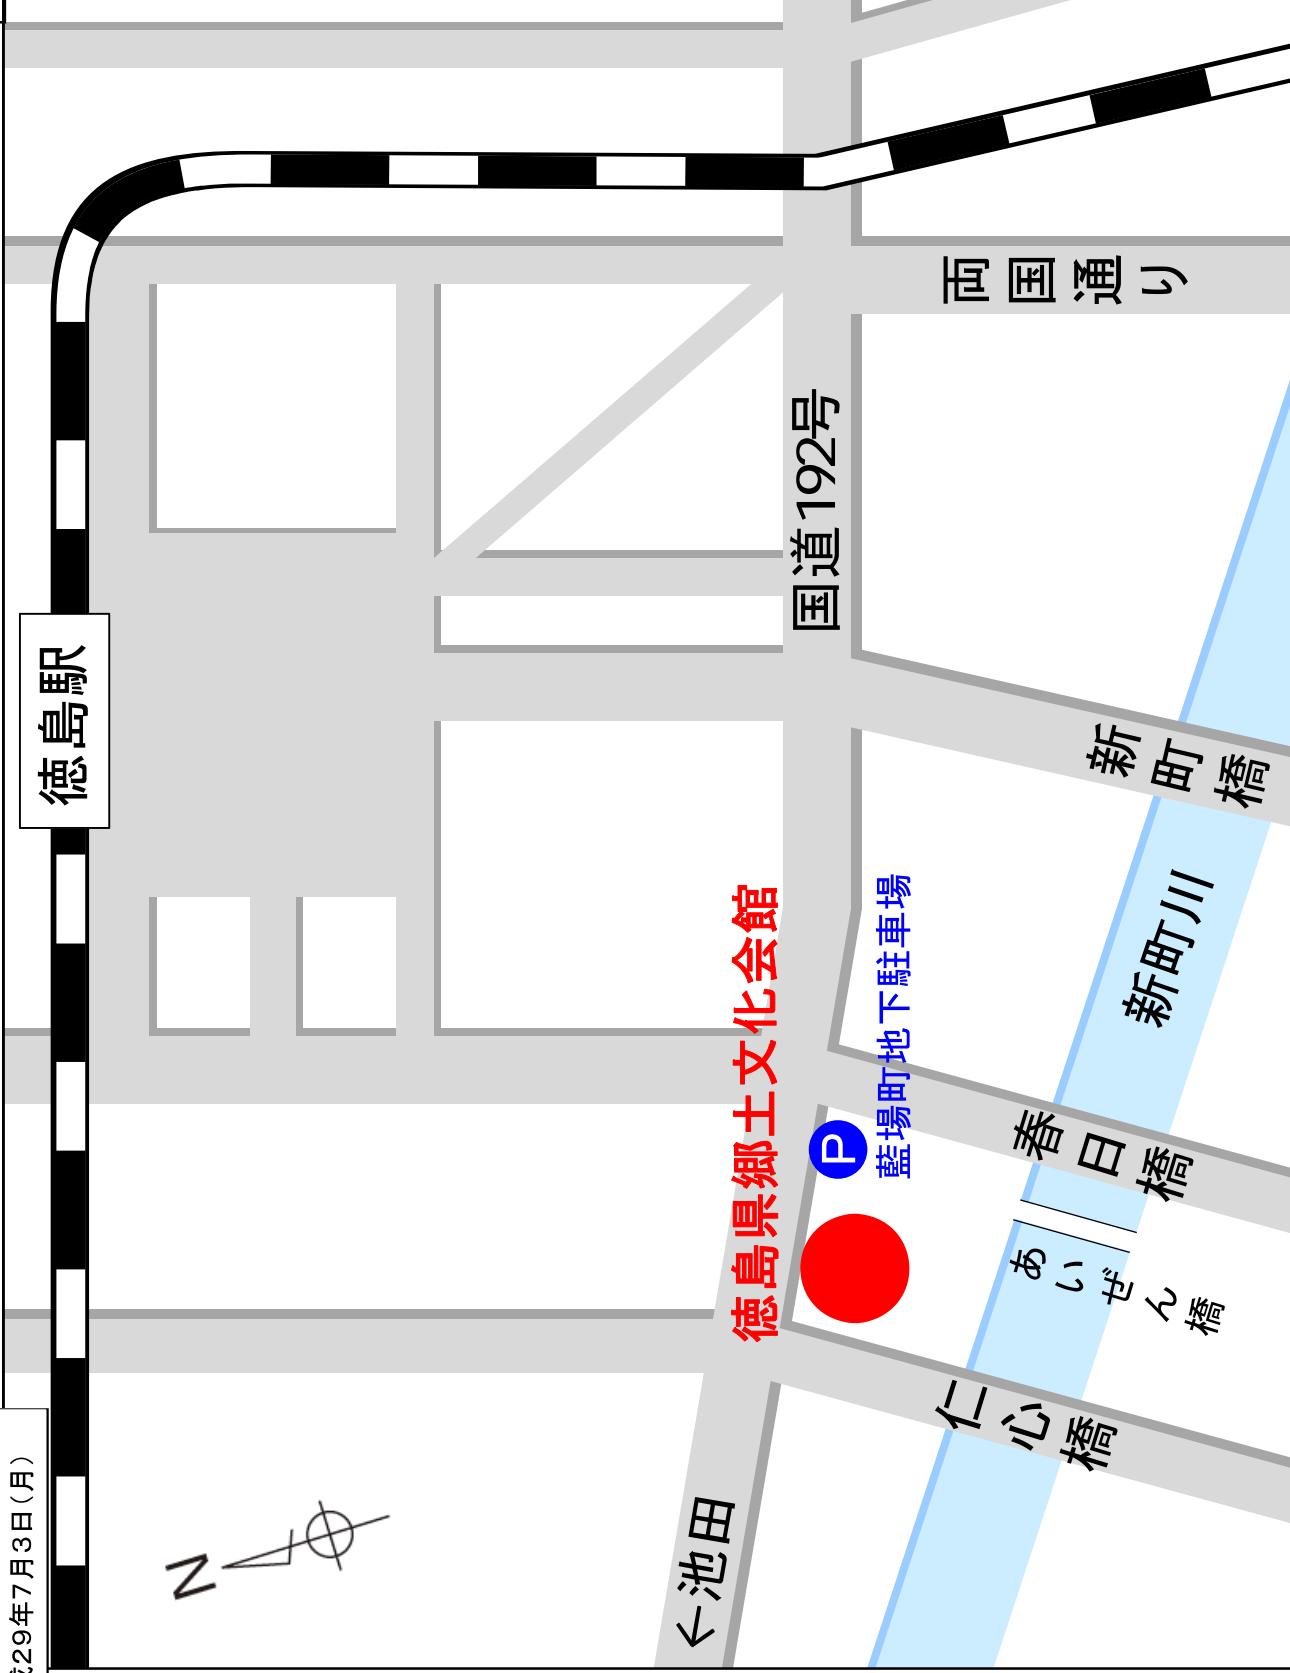 徳島駅
両国通り
国道192号
新町橋
新町川
徳島県郷土文化会館
藍場町地下駐車場
P
春日橋
あいぜん橋
仁心橋
←池田
N
29年7月3日(月)